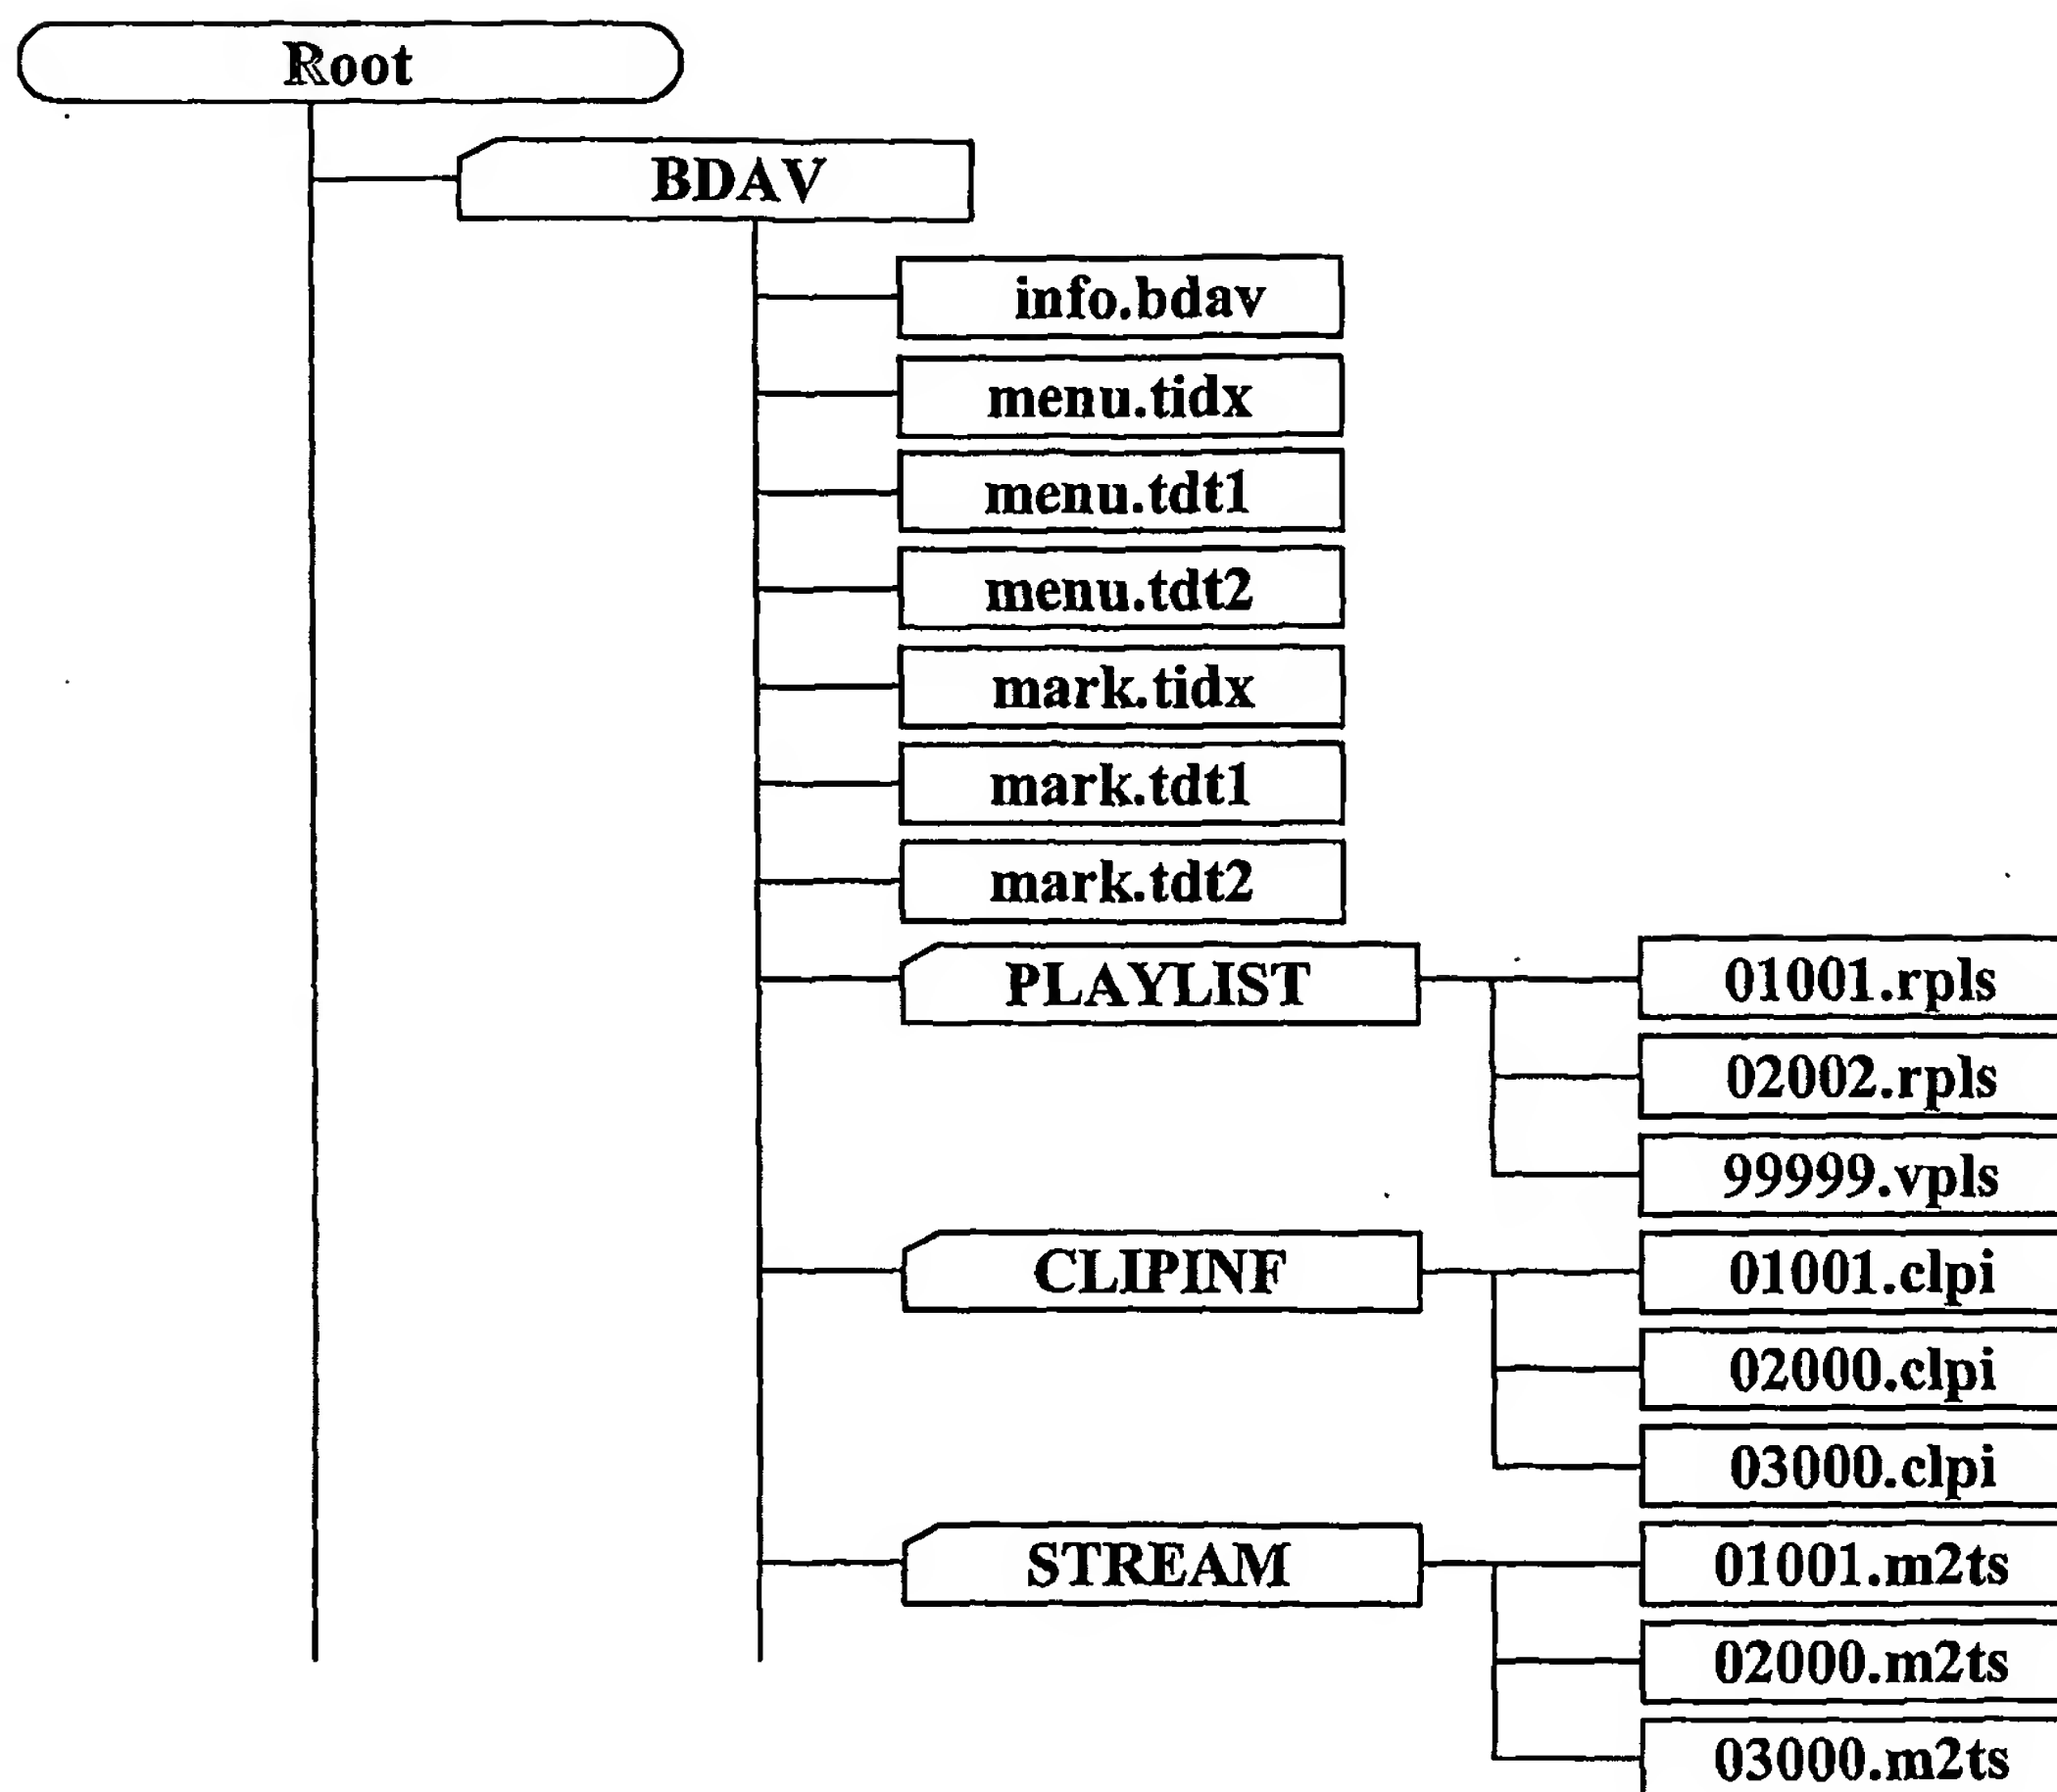 Root
BDAV
info.bdav
menu.tidx
menu.tdt1
menu.tdt2
mark.tidx
mark.tdt1
mark.tdt2
PLAYLIST
01001.rpls
02002.rpls
99999.vpls
CLIPINF
01001.clpi
02000.clpi
03000.clpi
STREAM
01001.m2ts
02000.m2ts
03000.m2ts